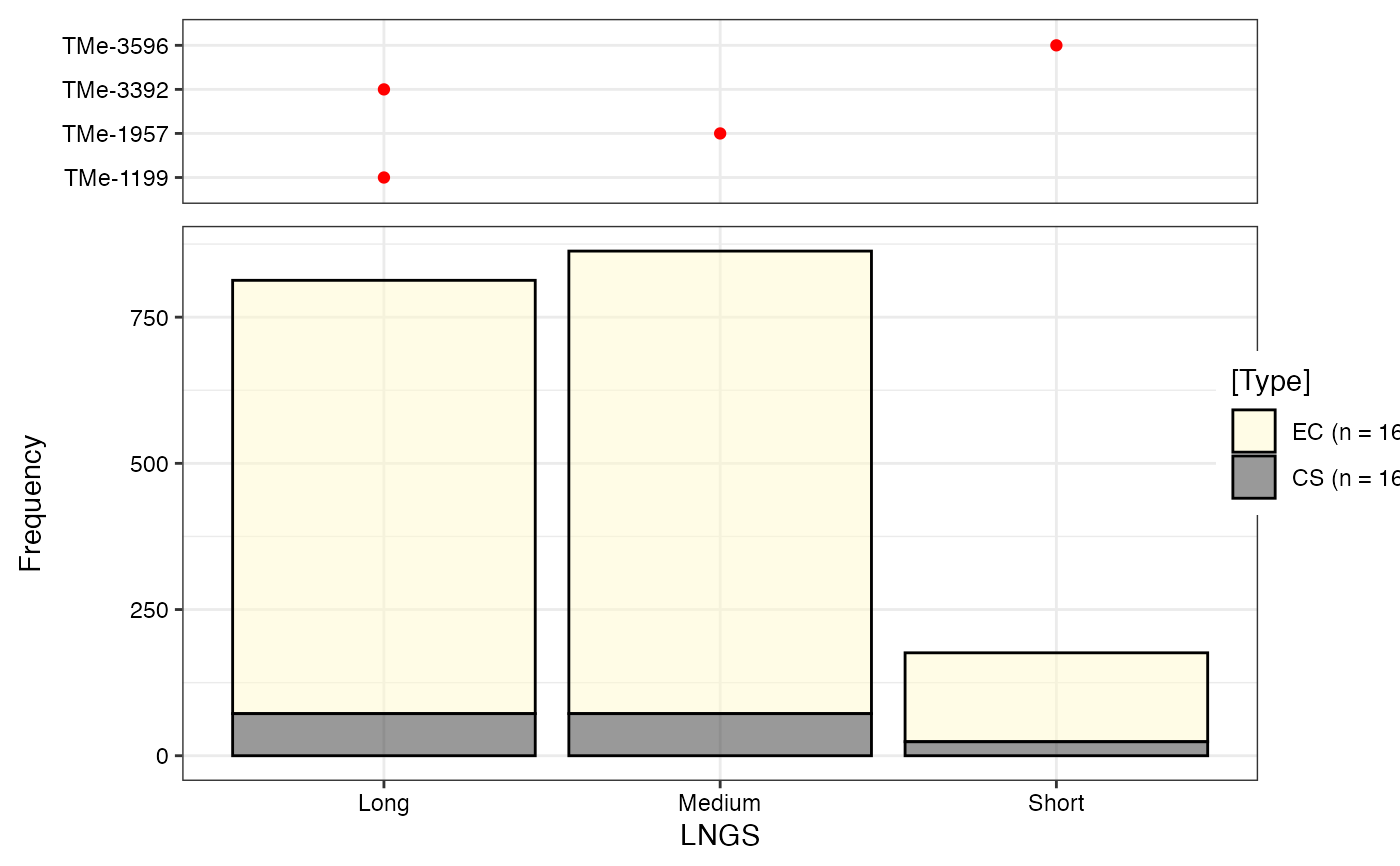 TMe-3596
TMe-3392
TMe-1957
TMe-1199
750
500
250
0
Frequency
Long Medium Short
LNGS
[Type]
EC (n = 16
CS (n = 16